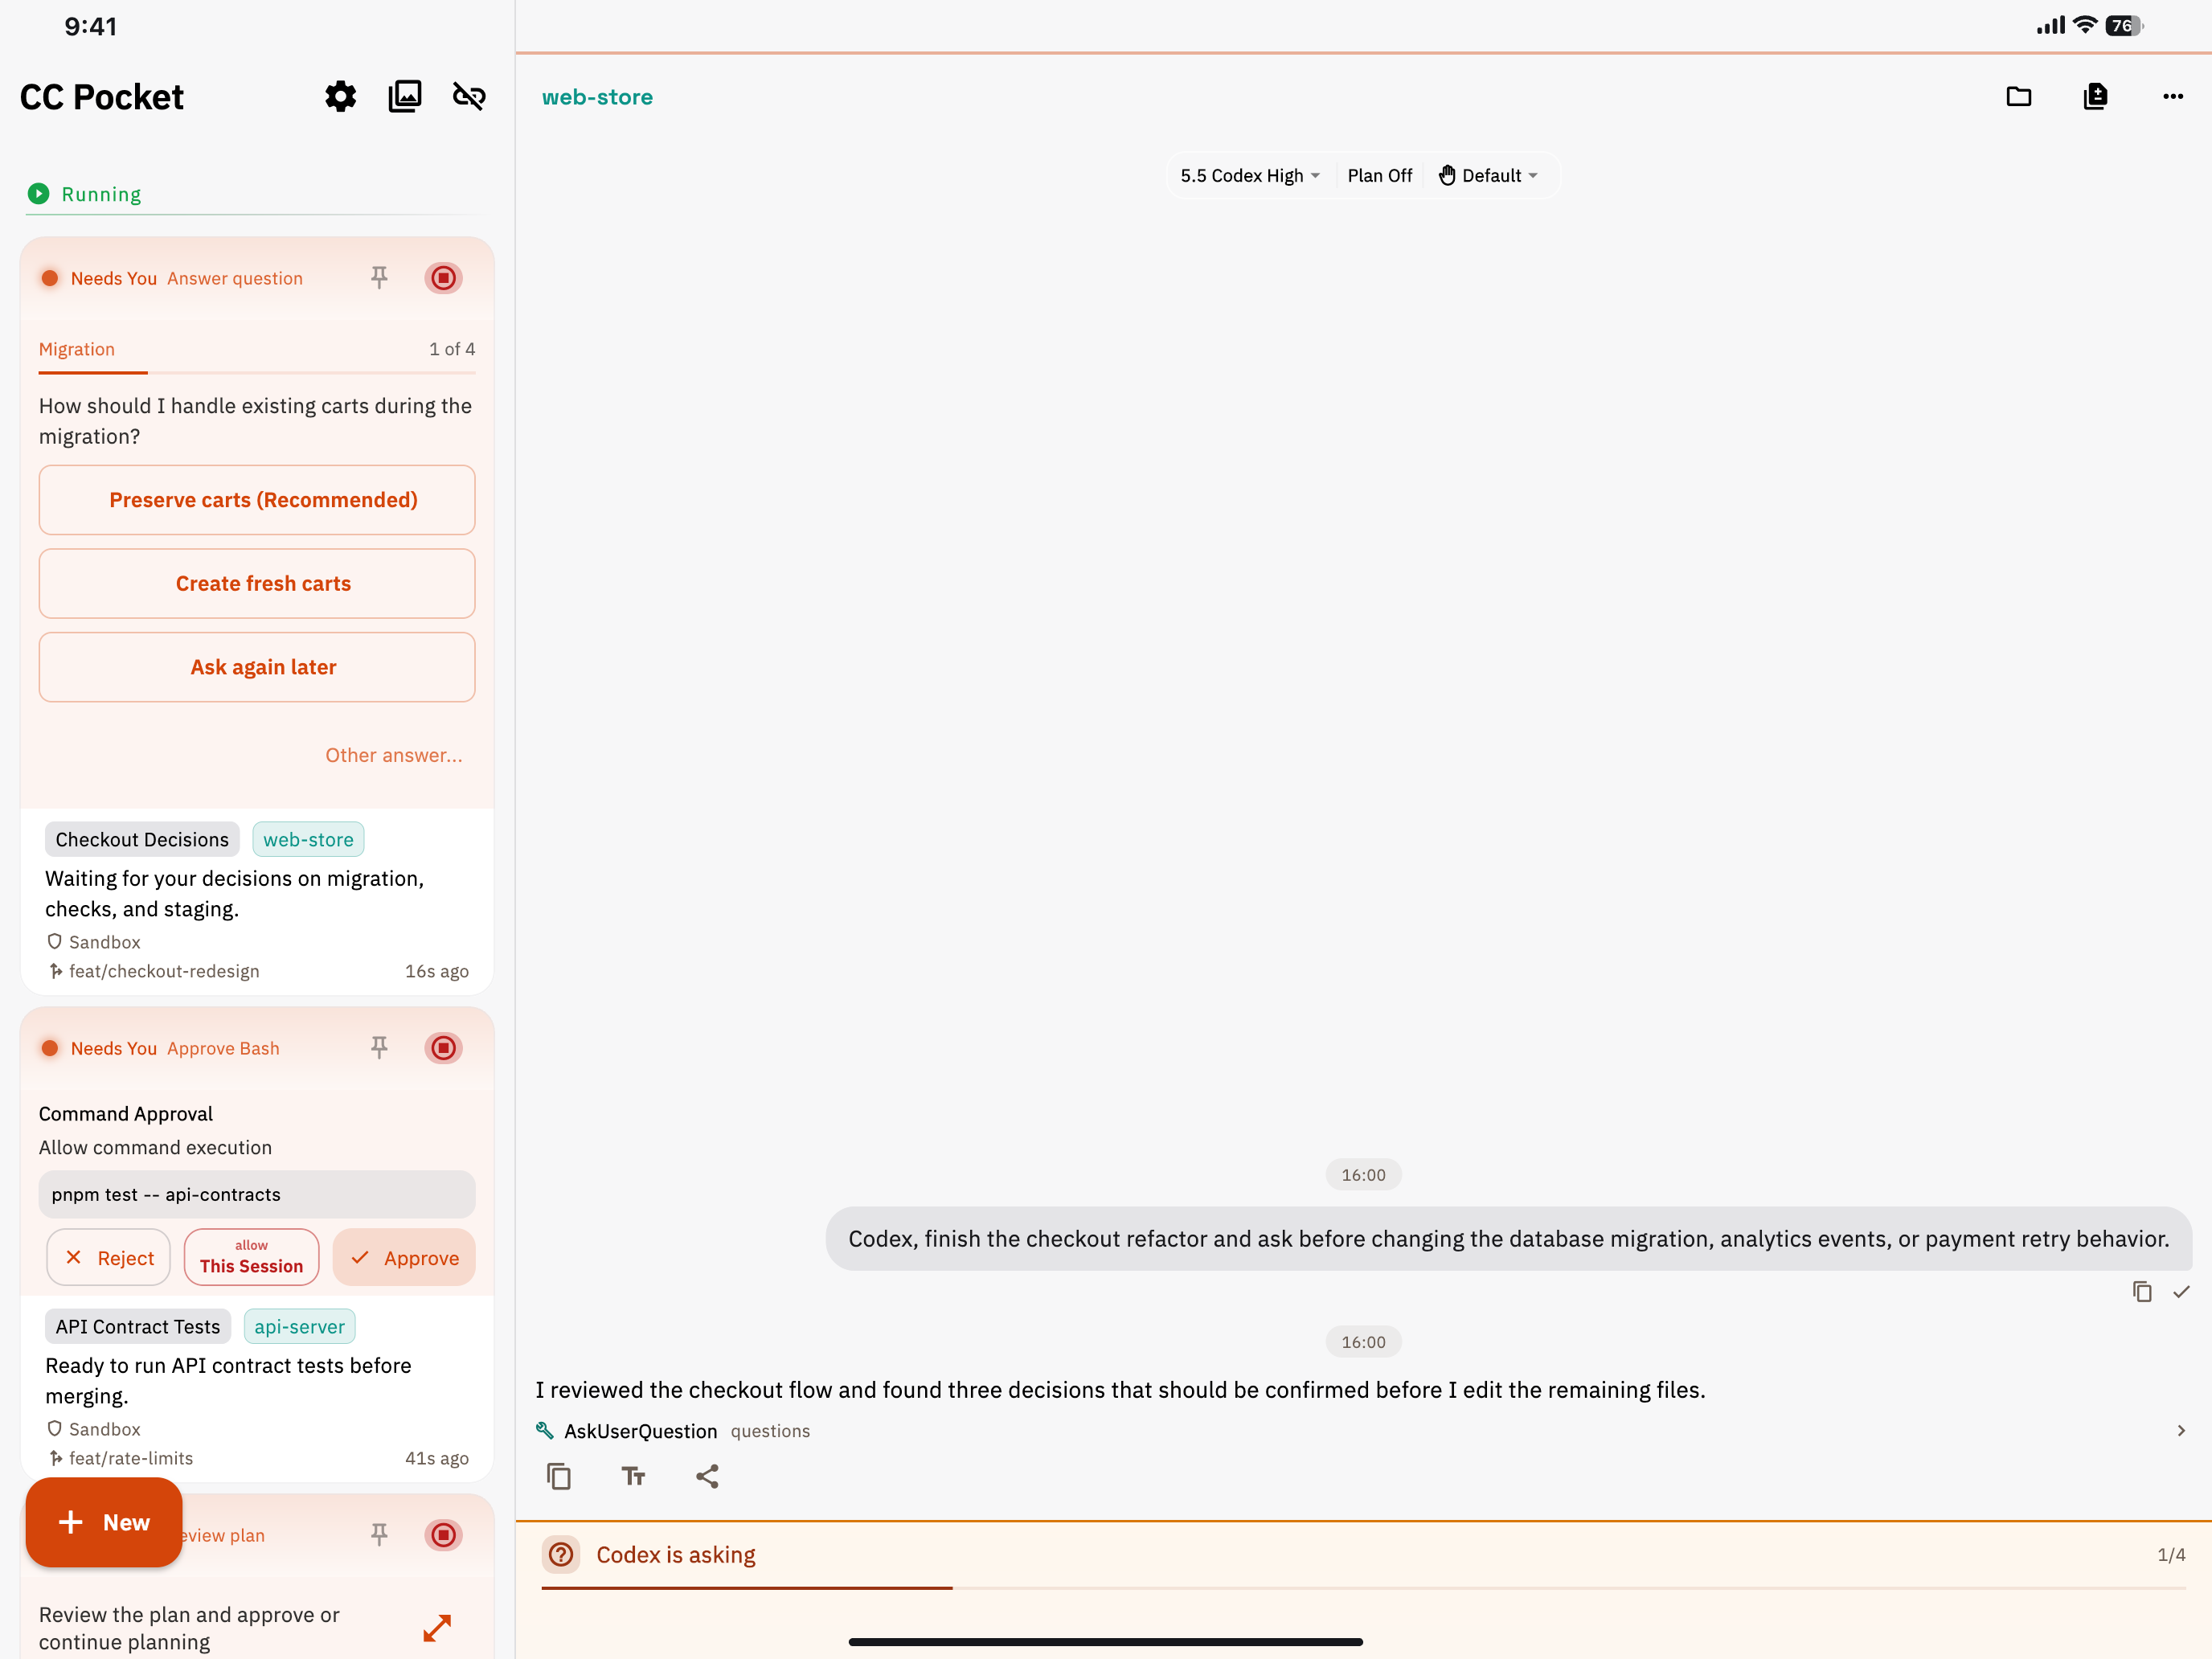 9:41
76
CC Pocket
Running
Needs You Answer question
Migration 1 of 4
How should I handle existing carts during the
migration?
Preserve carts (Recommended)
Create fresh carts
Ask again later
Other answer...
Checkout Decisions web-store
Waiting for your decisions on migration,
checks, and staging.
Sandbox
feat/checkout-redesign 16s ago
Needs You Approve Bash
Command Approval
Allow command execution
pnpm test -- api-contracts
Reject
allow
This Session
Approve
API Contract Tests api-server
Ready to run API contract tests before
merging.
Sandbox
feat/rate-limits 41s ago
New
eview plan
Review the plan and approve or
continue planning
web-store
5.5 Codex High Plan Off Default
16:00
Codex, finish the checkout refactor and ask before changing the database migration, analytics events, or payment retry behavior.
16:00
I reviewed the checkout flow and found three decisions that should be confirmed before I edit the remaining files.
AskUserQuestion questions
Tт
Codex is asking 1/4